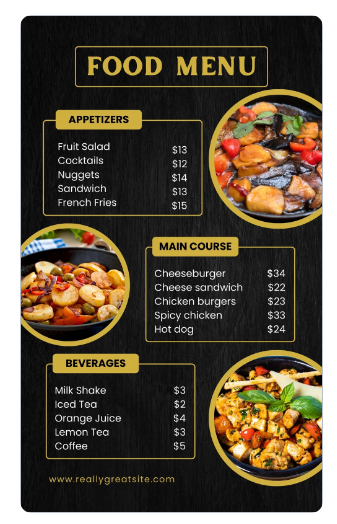 FOOD MENU
APPETIZERS
Fruit Salad $13
Cocktails $12
Nuggets $14
Sandwich $13
French Fries $15
MAIN COURSE
Cheeseburger $34
Cheese sandwich $22
Chicken burgers $23
Spicy chicken $33
Hot dog $24
BEVERAGES
Milk Shake $3
Iced Tea $2
Orange Juice $4
Lemon Tea $3
Coffee $5
www.reallygreatsite.com